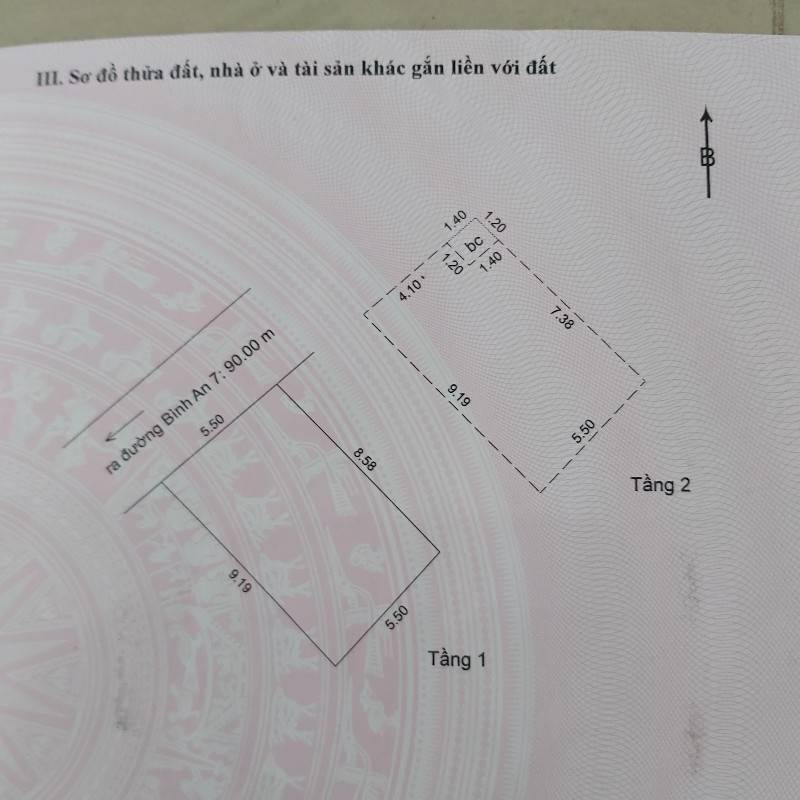 III. Sơ đồ thửa đất, nhà ở và tài sản khác gắn liền với đất
B
1.40
1.20
bc
1.20
1.40
4.10
7.38
9.19
5.50
Tầng 2
ra đường Bình An 7: 90.00 m
5.50
8.58
9.19
5.50
Tầng 1